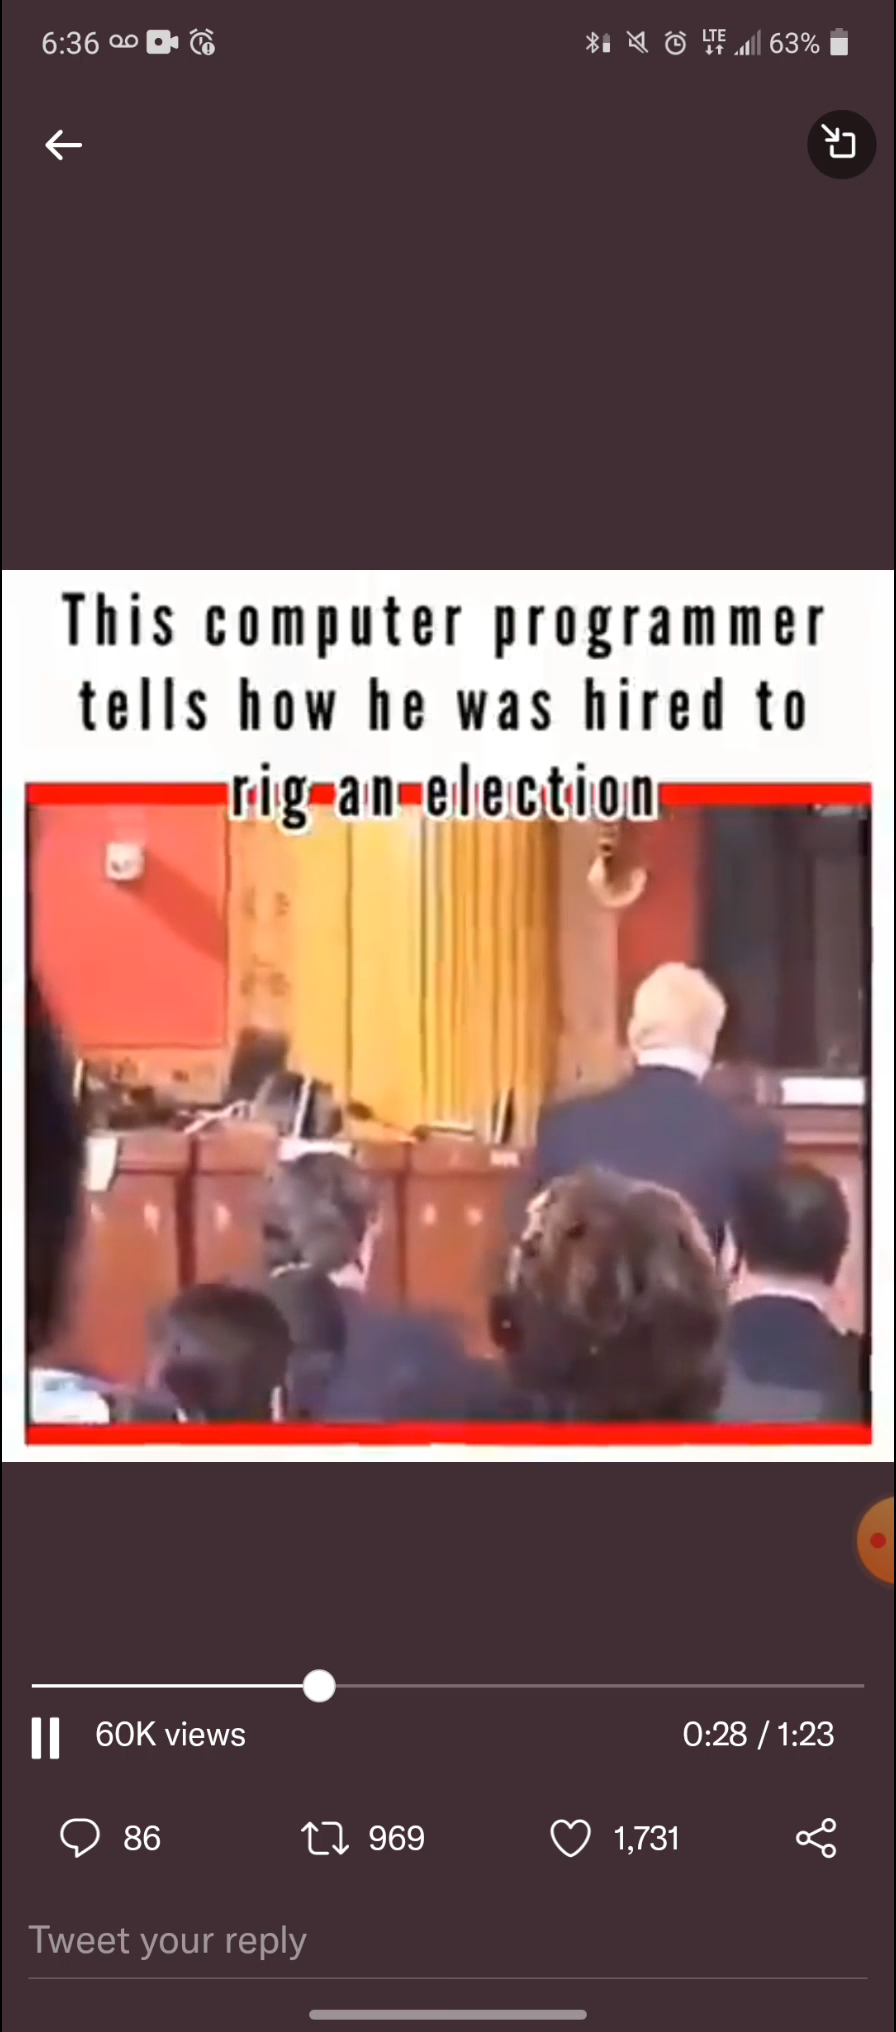 6:36
LTE
63%
This computer programmer
tells how he was hired to
rig an election
60K views
0:28 / 1:23
86
969
1,731
Tweet your reply